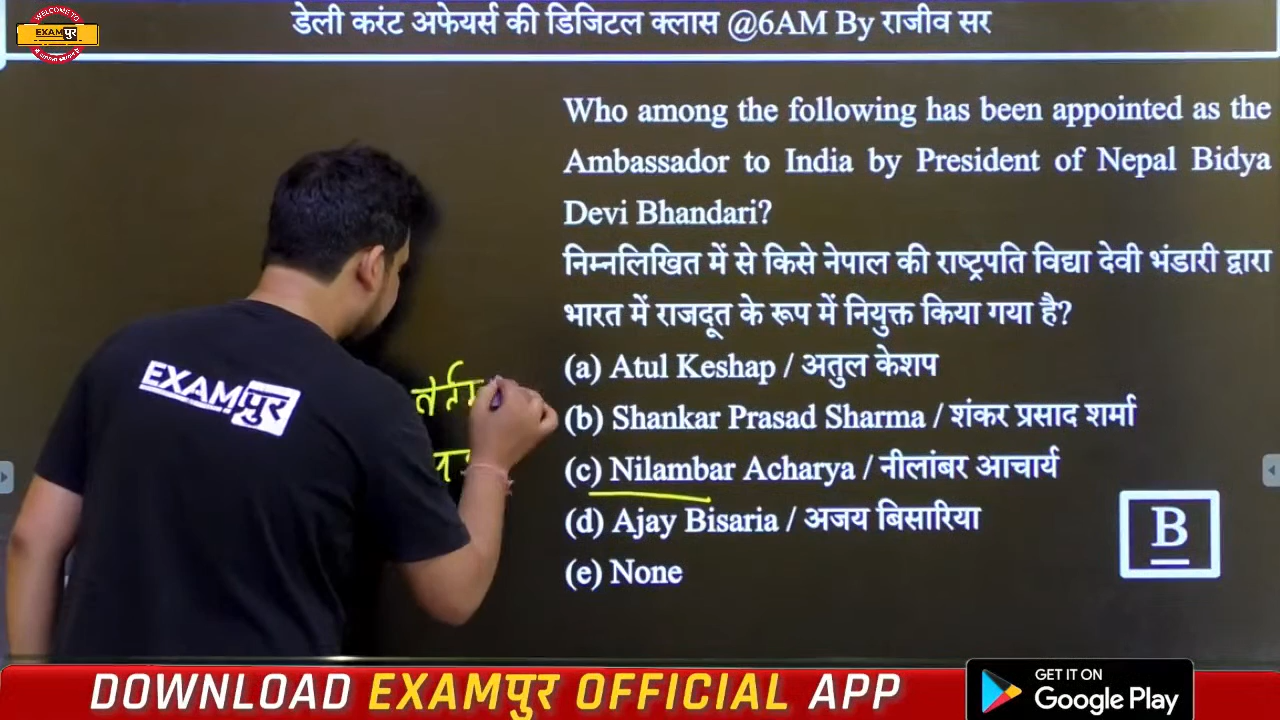 WELCOME TO
EXAMपुर
डेली करंट अफेयर्स की डिजिटल क्लास @6AM By राजीव सर
Who among the following has been appointed as the
Ambassador to India by President of Nepal Bidya
Devi Bhandari?
निम्नलिखित में से किसे नेपाल की राष्ट्रपति विद्या देवी भंडारी द्वारा
भारत में राजदूत के रूप में नियुक्त किया गया है?
(a) Atul Keshap / अतुल केशप
(b) Shankar Prasad Sharma / शंकर प्रसाद शर्मा
(c) Nilambar Acharya / नीलांबर आचार्य
(d) Ajay Bisaria / अजय बिसारिया
(e) None
B
EXAMपुर
DOWNLOAD EXAMपुर OFFICIAL APP
GET IT ON
Google Play